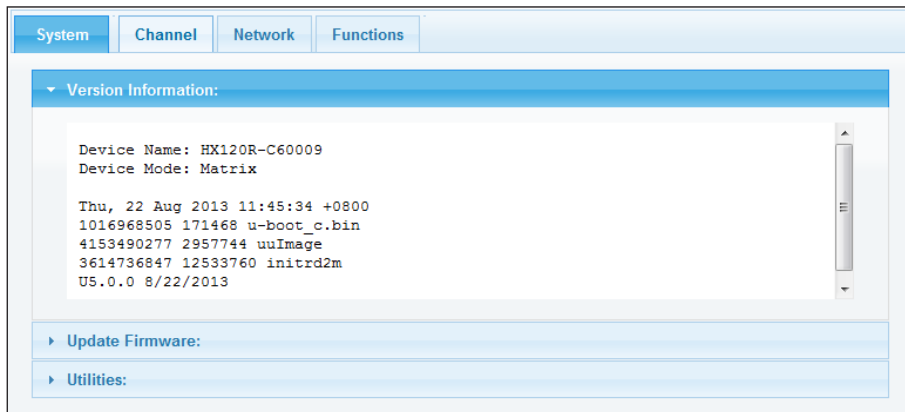 System Channel Network Functions
Version Information:
Device Name: HX120R-C60009
Device Mode: Matrix
Thu, 22 Aug 2013 11:45:34 +0800
1016968505 171468 u-boot_c.bin
4153490277 2957744 uuImage
3614736847 12533760 initrd2m
U5.0.0 8/22/2013
Update Firmware:
Utilities: